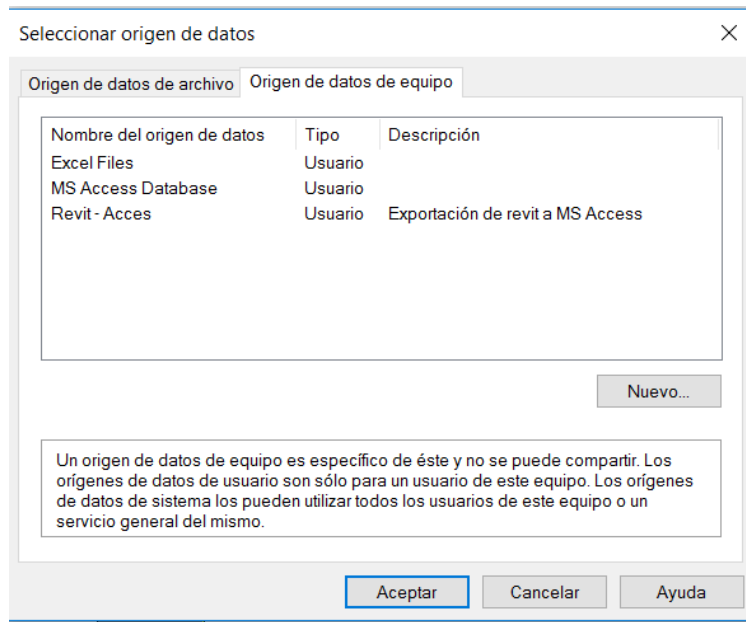 Seleccionar origen de datos
Origen de datos de archivo Origen de datos de equipo
Nombre del origen de datos Tipo Descripción
Excel Files Usuario
MS Access Database Usuario
Revit - Acces Usuario Exportación de revit a MS Access
Nuevo...
Un origen de datos de equipo es específico de éste y no se puede compartir. Los
orígenes de datos de usuario son sólo para un usuario de este equipo. Los orígenes
de datos de sistema los pueden utilizar todos los usuarios de este equipo o un
servicio general del mismo.
Aceptar Cancelar Ayuda